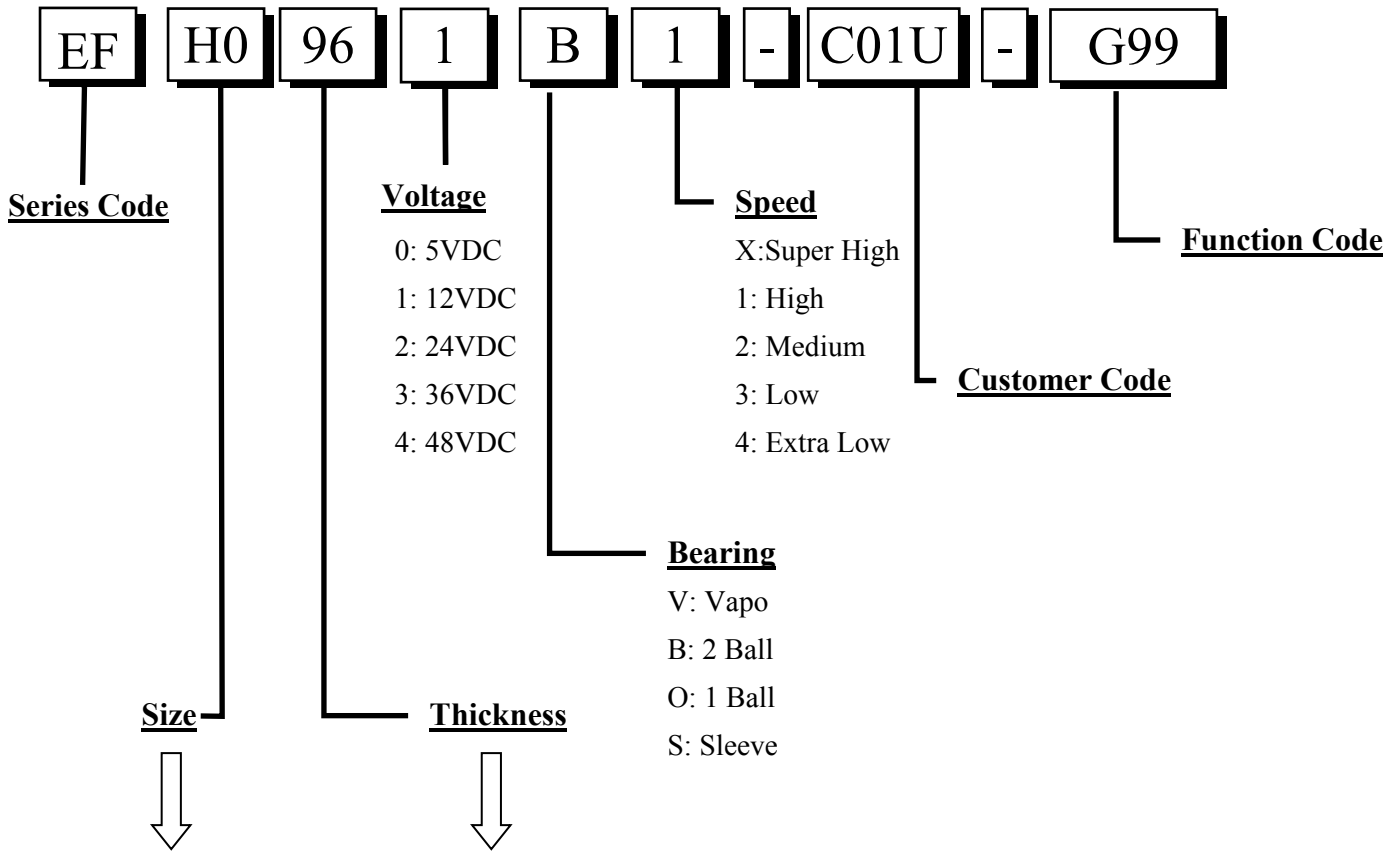 EF H0 96 1 B 1 - C01U - G99
Series Code
Voltage
0: 5VDC
1: 12VDC
2: 24VDC
3: 36VDC
4: 48VDC
Speed
X:Super High
1: High
2: Medium
3: Low
4: Extra Low
Function Code
Customer Code
Bearing
V: Vapo
B: 2 Ball
O: 1 Ball
S: Sleeve
Size
Thickness